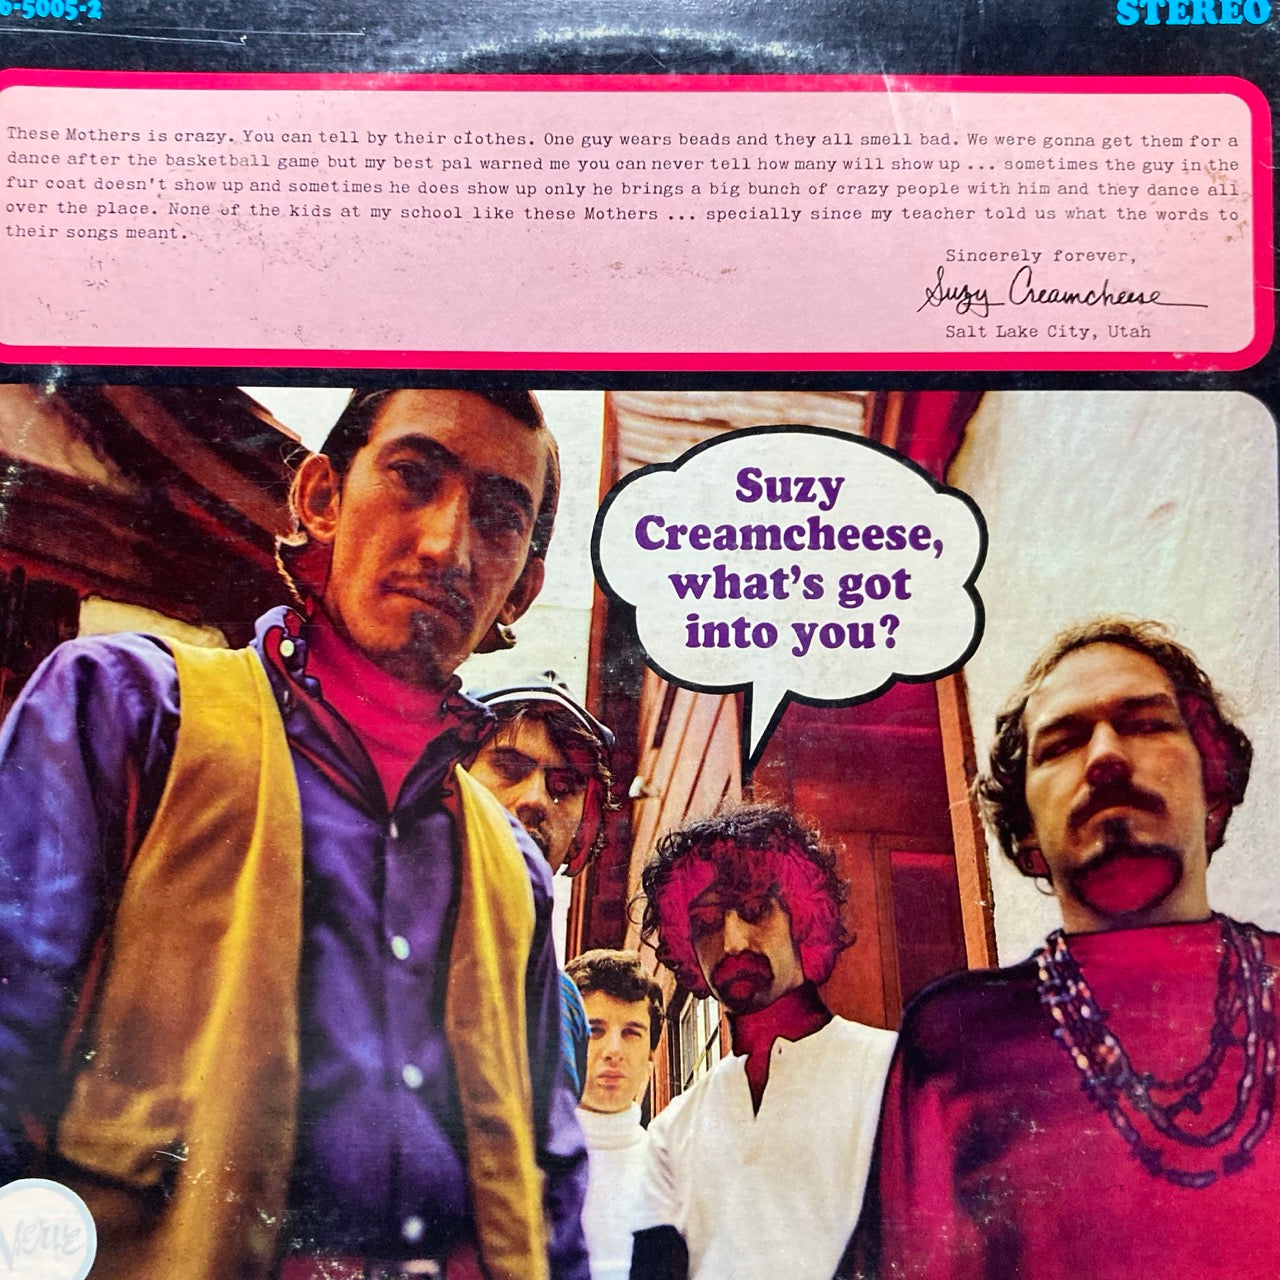 6-5005-2
STEREO
These Mothers is crazy. You can tell by their clothes. One guy wears beads and they all smell bad. We were gonna get them for a
dance after the basketball game but my best pal warned me you can never tell how many will show up ... sometimes the guy in the
fur coat doesn't show up and sometimes he does show up only he brings a big bunch of crazy people with him and they dance all
over the place. None of the kids at my school like these Mothers ... specially since my teacher told us what the words to
their songs meant.
Sincerely forever,
Suzy Creamcheese
Salt Lake City, Utah
Suzy
Creamcheese,
what's got
into you?
Verve